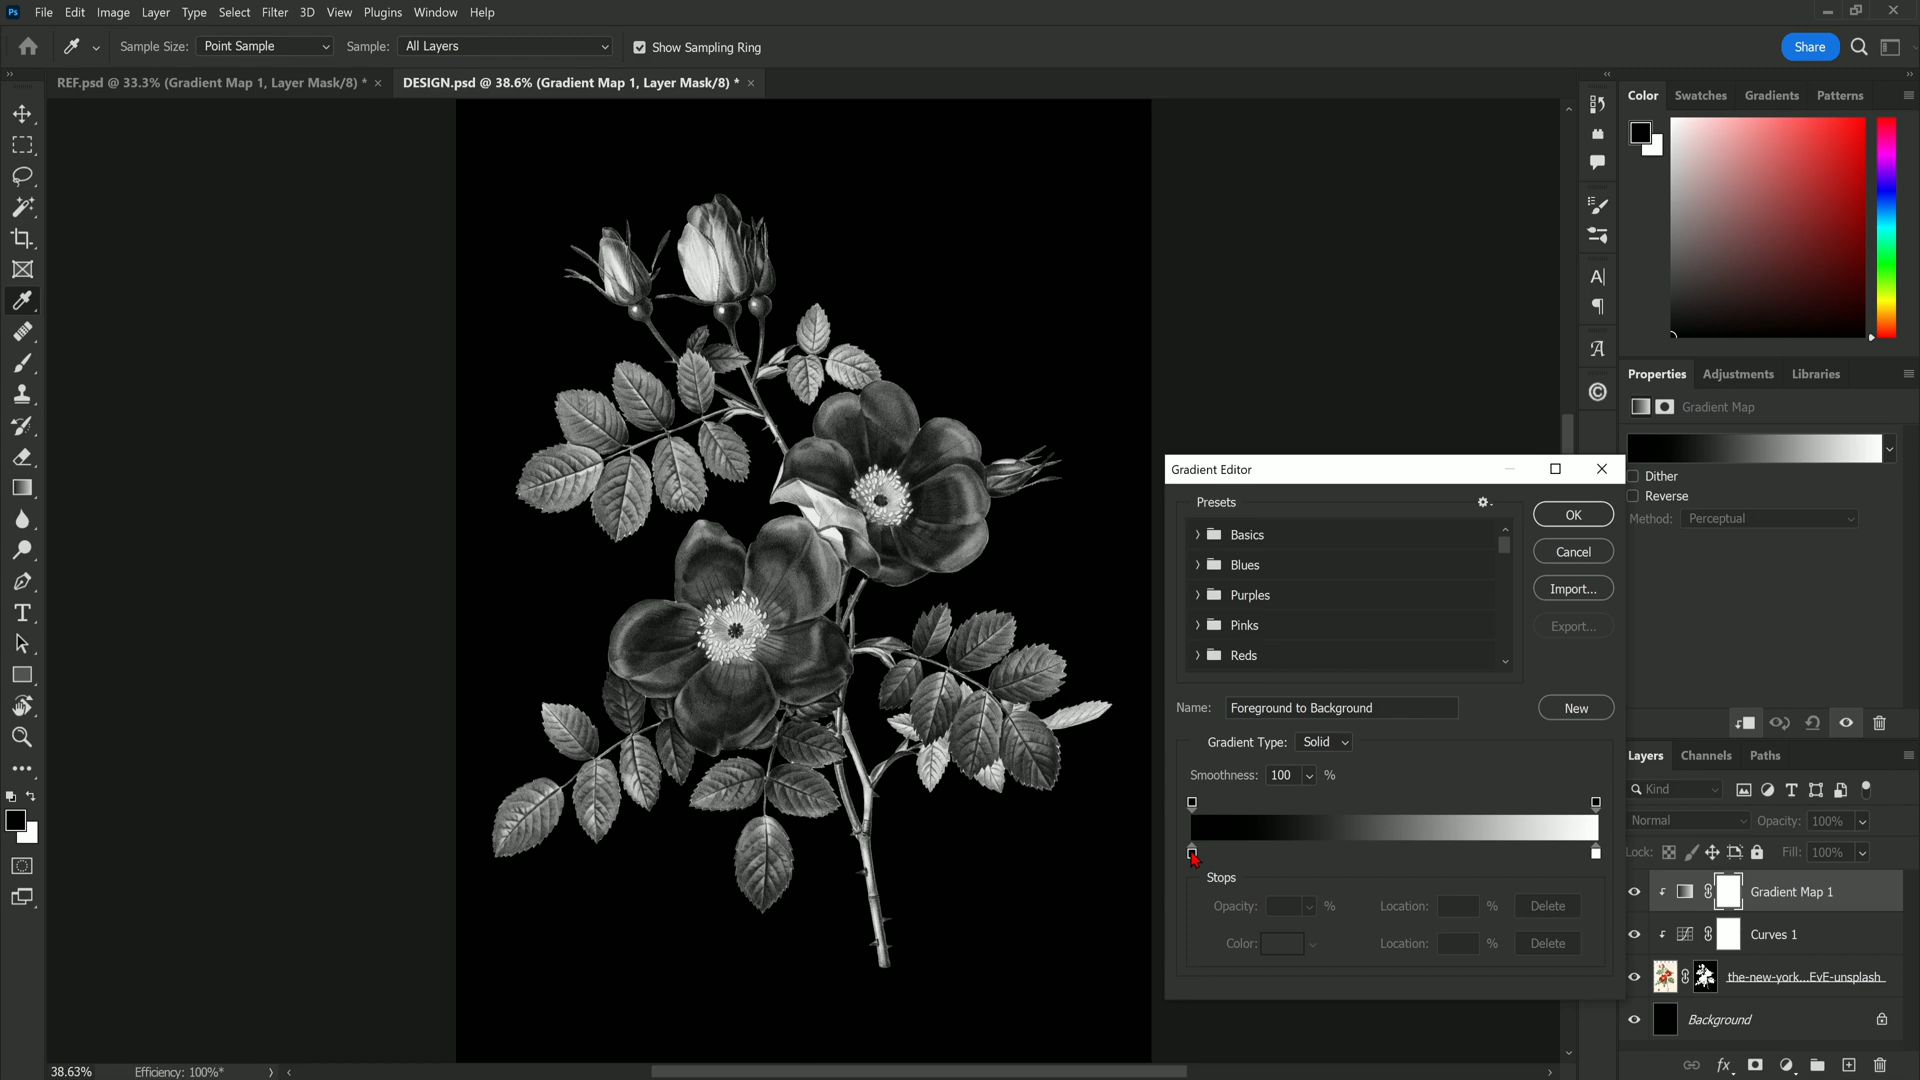 Ps File Edit Image Layer Type Select Filter 3D View Plugins Window Help
Sample Size: Point Sample Sample: All Layers Show Sampling Ring Share
REF.psd @ 33.3% (Gradient Map 1, Layer Mask/8) * × DESIGN.psd @ 38.6% (Gradient Map 1, Layer Mask/8) * ×
Color Swatches Gradients Patterns
Properties Adjustments Libraries
Gradient Map
Dither
Reverse
Method: Perceptual
Gradient Editor
Presets
Basics
Blues
Purples
Pinks
Reds
OK
Cancel
Import...
Export...
Name: Foreground to Background New
Gradient Type: Solid
Smoothness: 100 %
Stops
Opacity: % Location: % Delete
Color: Location: % Delete
Layers Channels Paths
Kind
Normal Opacity: 100%
Lock: Fill: 100%
Gradient Map 1
Curves 1
the-new-york...EvE-unsplash
Background
fx
38.63% Efficiency: 100%*